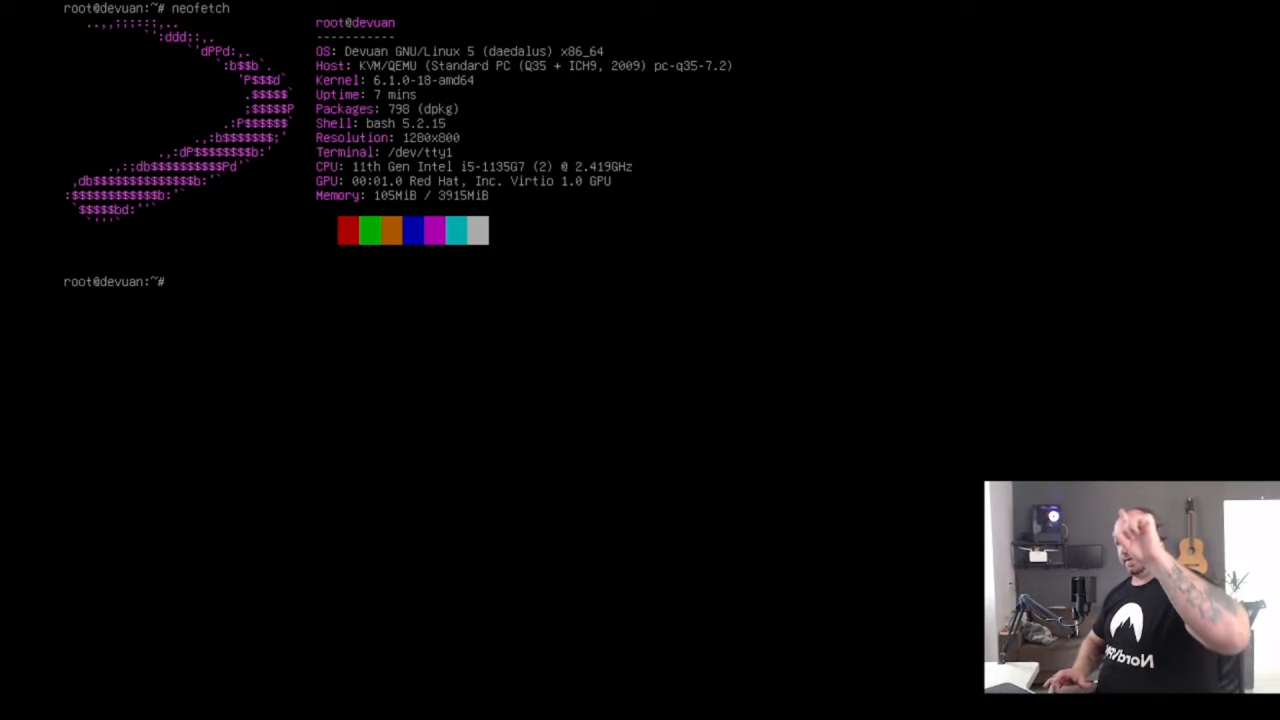 root@devuan:~# neofetch
root@devuan
-----------
OS: Devuan GNU/Linux 5 (daedalus) x86_64
Host: KVM/QEMU (Standard PC (Q35 + ICH9, 2009) pc-q35-7.2)
Kernel: 6.1.0-18-amd64
Uptime: 7 mins
Packages: 798 (dpkg)
Shell: bash 5.2.15
Resolution: 1280x800
Terminal: /dev/tty1
CPU: 11th Gen Intel i5-1135G7 (2) @ 2.419GHz
GPU: 00:01.0 Red Hat, Inc. Virtio 1.0 GPU
Memory: 105MiB / 3915MiB
root@devuan:~#
NordVPN